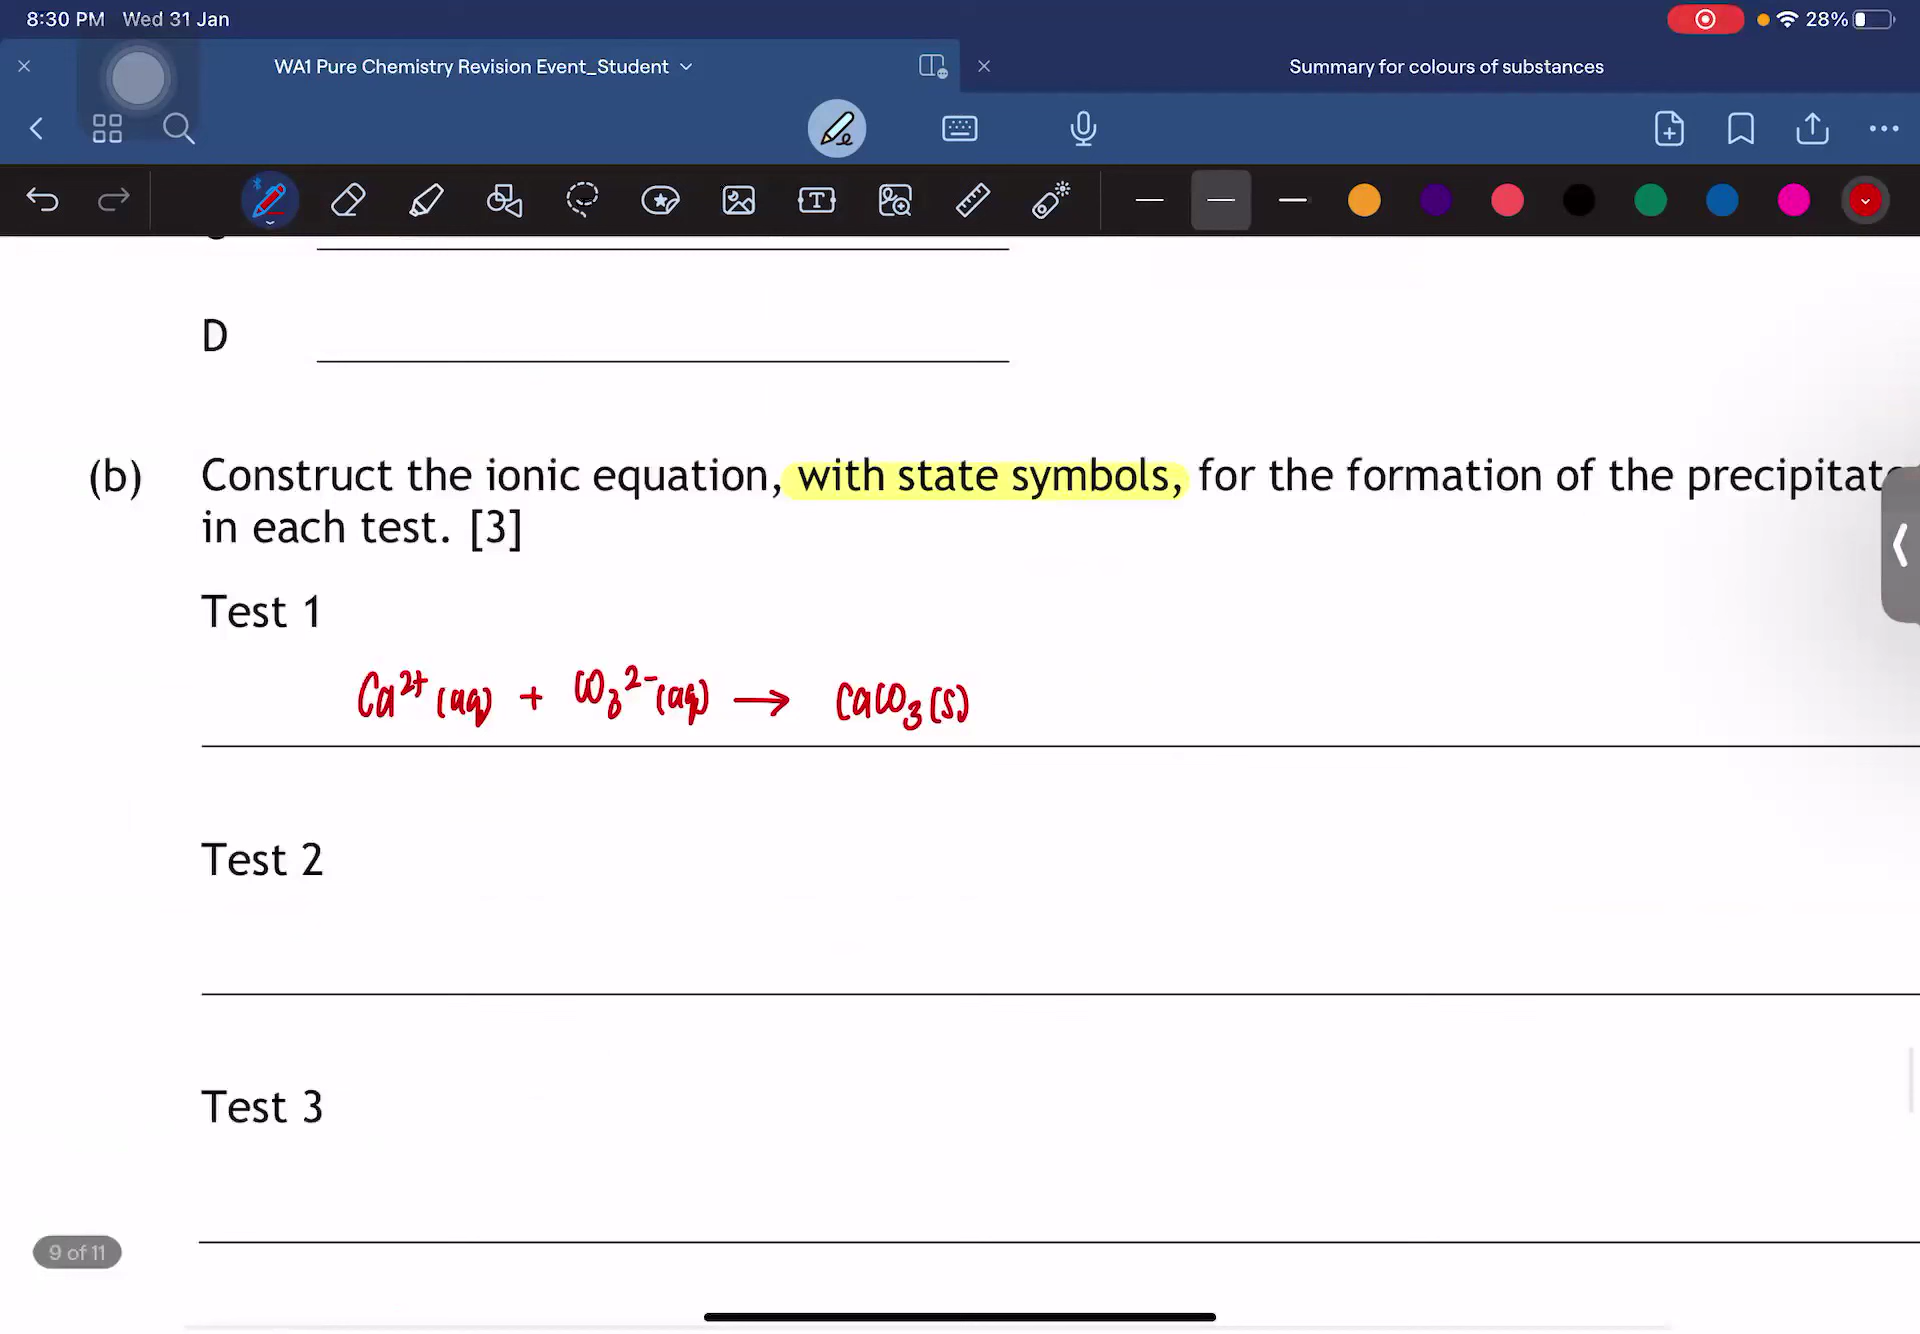 8:30 PM Wed 31 Jan
28%
WA1 Pure Chemistry Revision Event_Student
Summary for colours of substances
D
(b) Construct the ionic equation, with state symbols, for the formation of the precipitat
in each test. [3]
Test 1
Ca²⁺ (aq) + CO₃²⁻ (aq) → CaCO₃ (s)
Test 2
Test 3
9 of 11